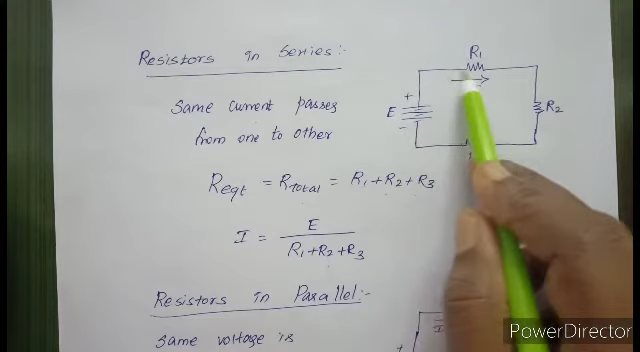 Resistors in Series:-
R1
Same Current passes
from one to other
+
E
-
R2
Reqt = RTotal = R1+R2+R3
I = E / R1+R2+R3
Resistors in Parallel:-
same voltage is
+
PowerDirector